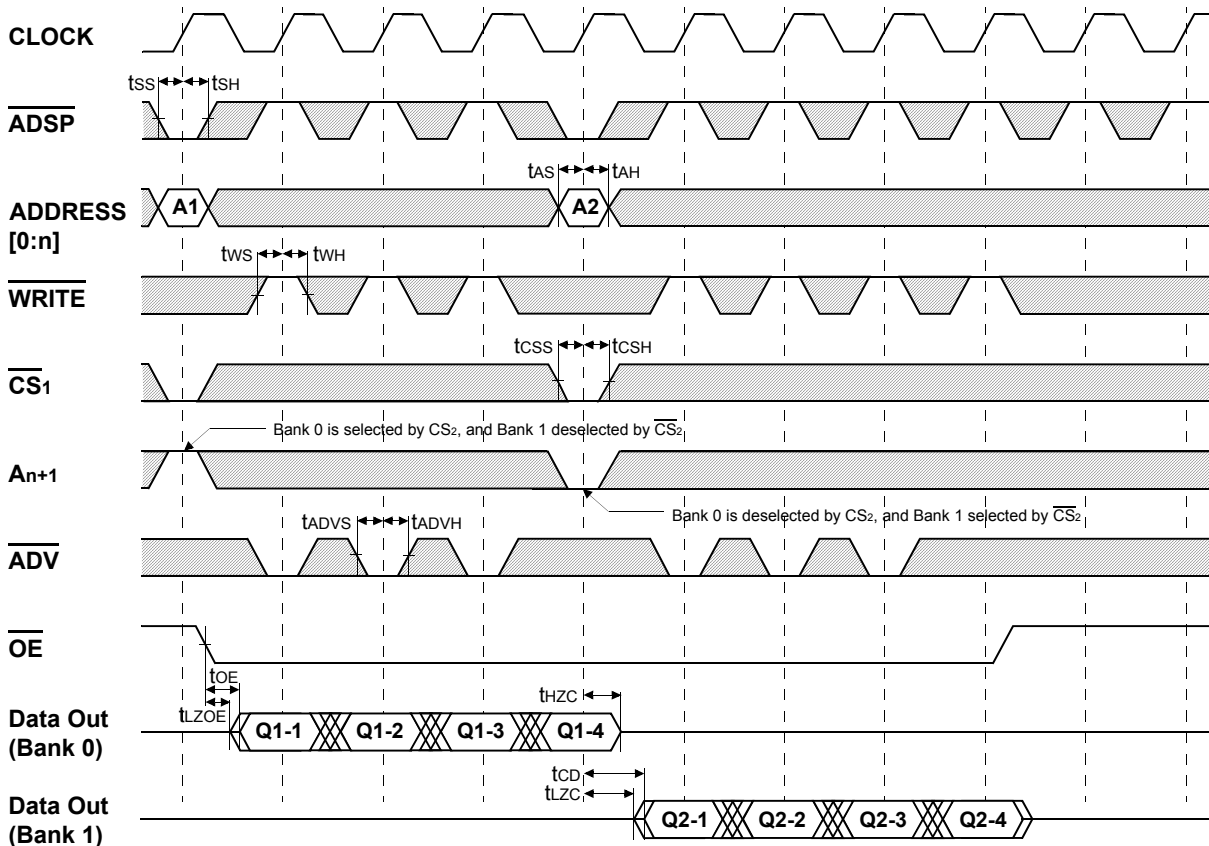 CLOCK
tSS tSH
ADSP
tAS tAH
ADDRESS
[0:n]
A1 A2
tWS tWH
WRITE
tCSS tCSH
CS1
Bank 0 is selected by CS2, and Bank 1 deselected by CS2
An+1
Bank 0 is deselected by CS2, and Bank 1 selected by CS2
tADVS tADVH
ADV
OE
tOE
tLZOE
tHZC
Data Out
(Bank 0)
Q1-1 Q1-2 Q1-3 Q1-4
tCD
tLZC
Data Out
(Bank 1)
Q2-1 Q2-2 Q2-3 Q2-4